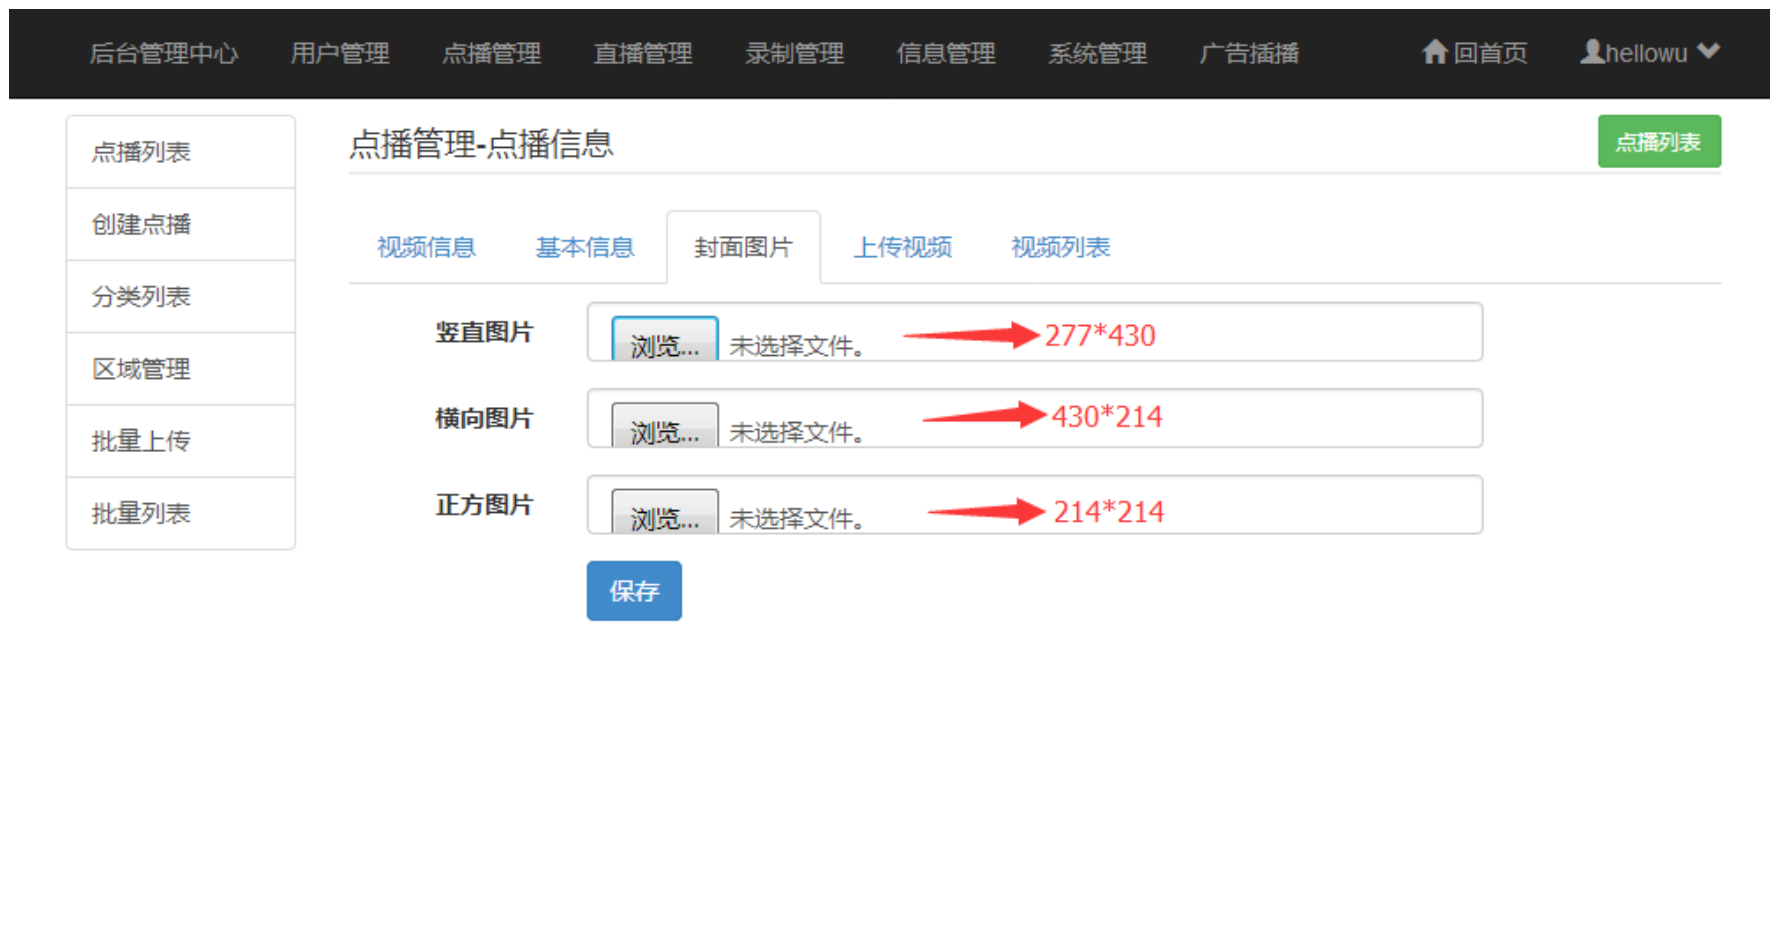 后台管理中心 用户管理 点播管理 直播管理 录制管理 信息管理 系统管理 广告插播 回首页 hellowu
点播列表
创建点播
分类列表
区域管理
批量上传
批量列表
点播管理-点播信息 点播列表
视频信息 基本信息 封面图片 上传视频 视频列表
竖直图片 浏览... 未选择文件。 277*430
横向图片 浏览... 未选择文件。 430*214
正方图片 浏览... 未选择文件。 214*214
保存